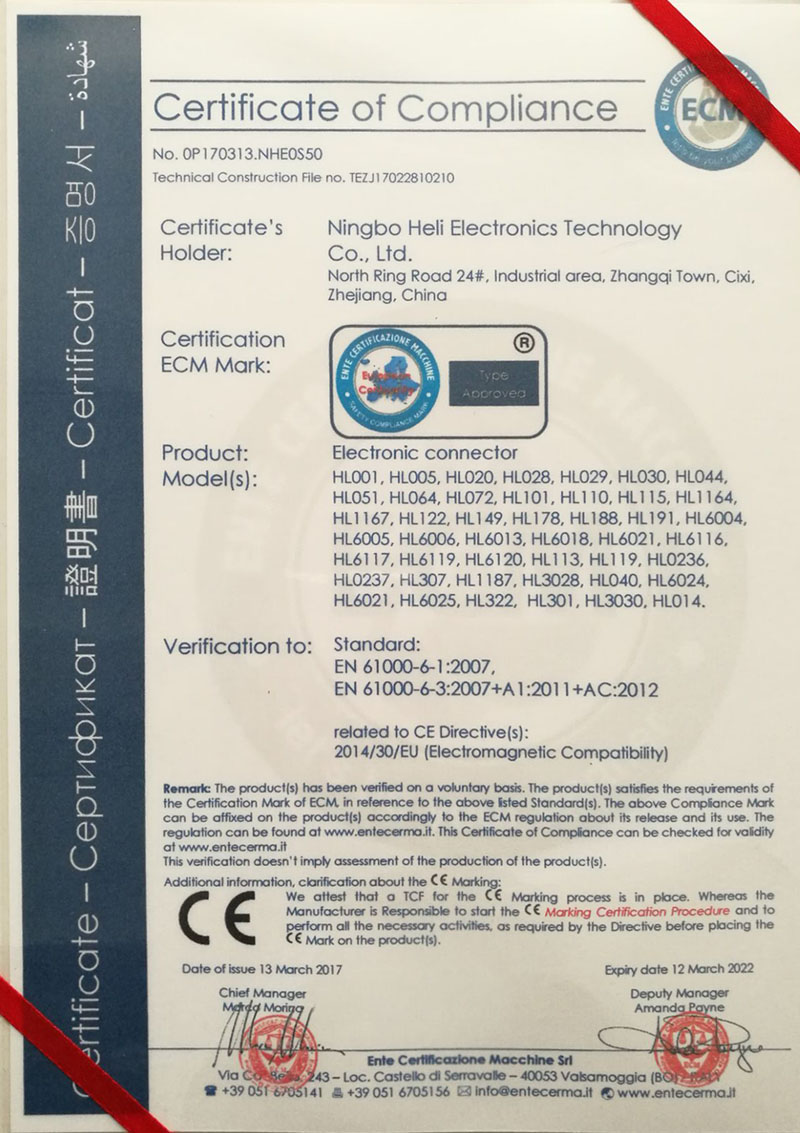 Certificate – Сертификат – 證明書 – Certificat – 증명서 – شهادة
Certificate of Compliance
ENTE CERTI
ECM
let's be your partner
No. 0P170313.NHE0S50
Technical Construction File no. TEZJ17022810210
Certificate's Holder:
Ningbo Heli Electronics Technology
Co., Ltd.
North Ring Road 24#, Industrial area, Zhangqi Town, Cixi,
Zhejiang, China
Certification
ECM Mark:
ENTE CERTIFICAZIONE MACCHINE
European
SAFETY COMPLIANCE MARK
®
Type
Approved
Product: Electronic connector
Model(s): HL001, HL005, HL020, HL028, HL029, HL030, HL044,
HL051, HL064, HL072, HL101, HL110, HL115, HL1164,
HL1167, HL122, HL149, HL178, HL188, HL191, HL6004,
HL6005, HL6006, HL6013, HL6018, HL6021, HL6116,
HL6117, HL6119, HL6120, HL113, HL119, HL0236,
HL0237, HL307, HL1187, HL3028, HL040, HL6024,
HL6021, HL6025, HL322, HL301, HL3030, HL014.
Verification to: Standard:
EN 61000-6-1:2007,
EN 61000-6-3:2007+A1:2011+AC:2012
related to CE Directive(s):
2014/30/EU (Electromagnetic Compatibility)
Remark: The product(s) has been verified on a voluntary basis. The product(s) satisfies the requirements of
the Certification Mark of ECM, in reference to the above listed Standard(s). The above Compliance Mark
can be affixed on the product(s) accordingly to the ECM regulation about its release and its use. The
regulation can be found at www.entecerma.it. This Certificate of Compliance can be checked for validity
at www.entecerma.it
This verification doesn't imply assessment of the production of the product(s).
Additional information, clarification about the CE Marking:
CE
We attest that a TCF for the CE Marking process is in place. Whereas the
Manufacturer is Responsible to start the CE Marking Certification Procedure and to
perform all the necessary activities, as required by the Directive before placing the
CE Mark on the product(s).
Date of issue 13 March 2017 Expiry date 12 March 2022
Chief Manager Deputy Manager
Moring Amanda Payne
Ente Certificazione Macchine Srl
Via 243 – Loc. Castello di Serravalle – 40053 Valsamoggia (BO)
+39 051 6705141 +39 051 6705156 info@entecerma.it www.entecerma.it